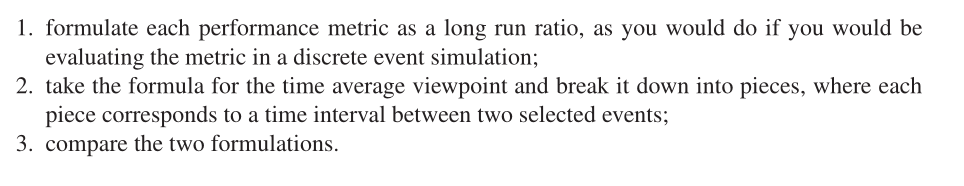 1. formulate each performance metric as a long run ratio, as you would do if you would be
evaluating the metric in a discrete event simulation;
2. take the formula for the time average viewpoint and break it down into pieces, where each
piece corresponds to a time interval between two selected events;
3. compare the two formulations.